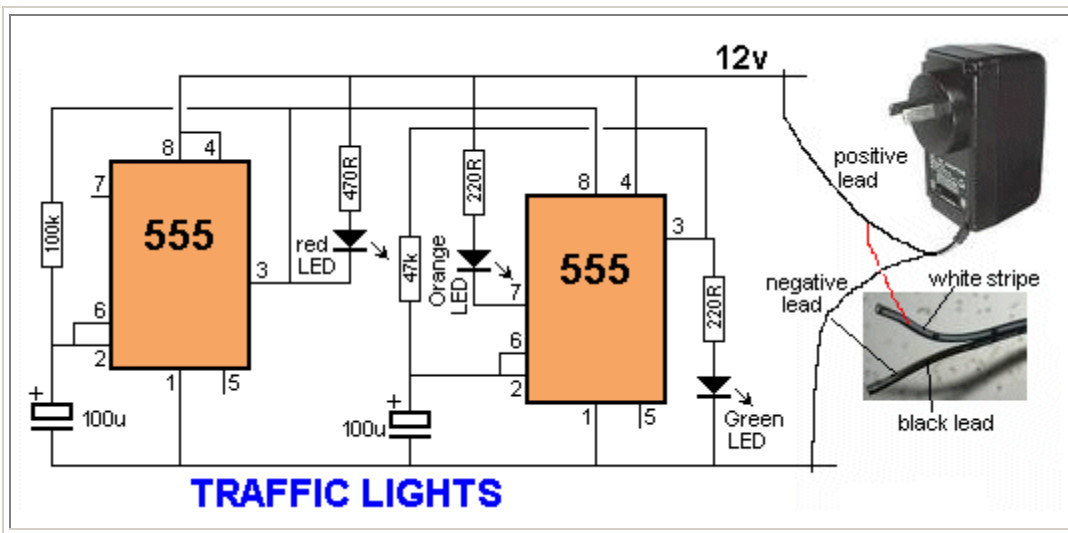 12v
8
4
7
555
100k
3
6
2
1
5
+
100u
470R
red
LED
47k
220R
Orange
LED
8
4
3
555
7
6
2
1
5
+
100u
220R
Green
LED
positive
lead
negative
lead
white stripe
black lead
TRAFFIC LIGHTS